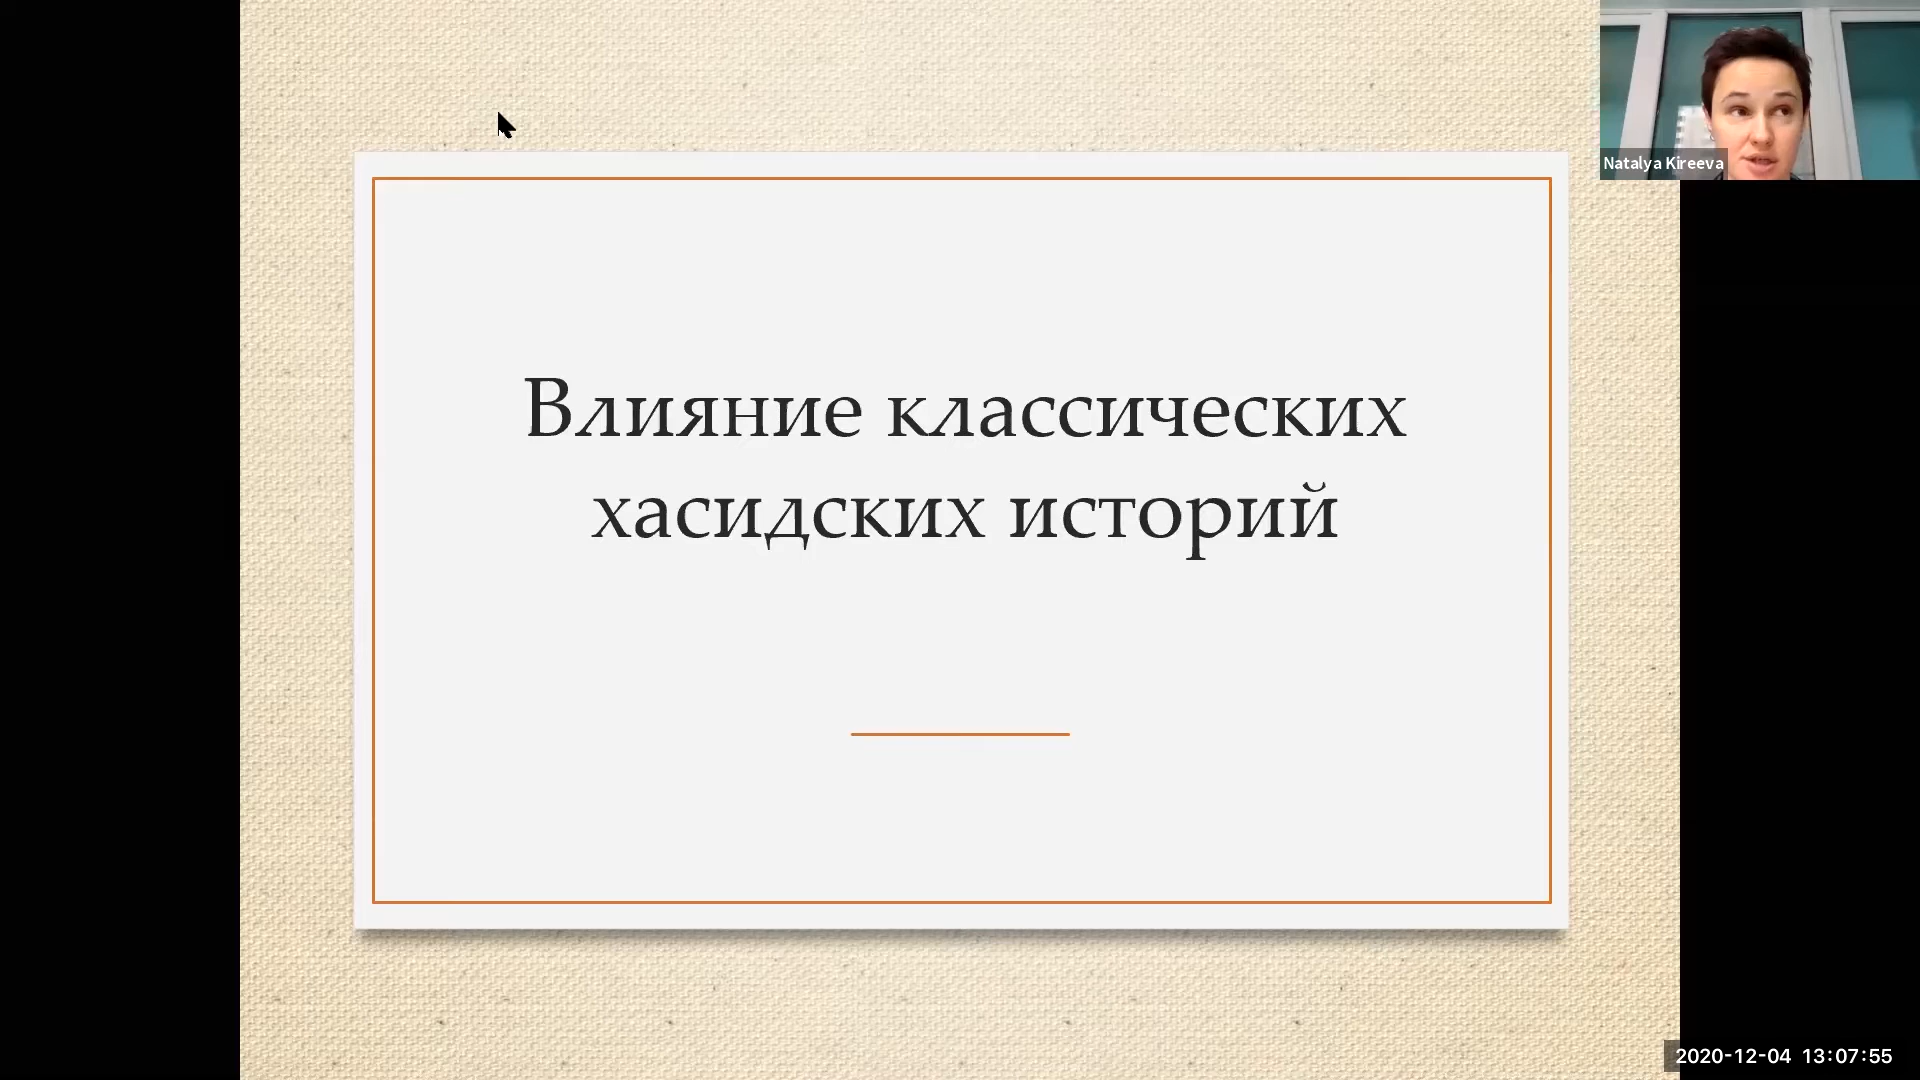 Natalya Kireeva
Влияние классических
хасидских историй
2020-12-04 13:07:55